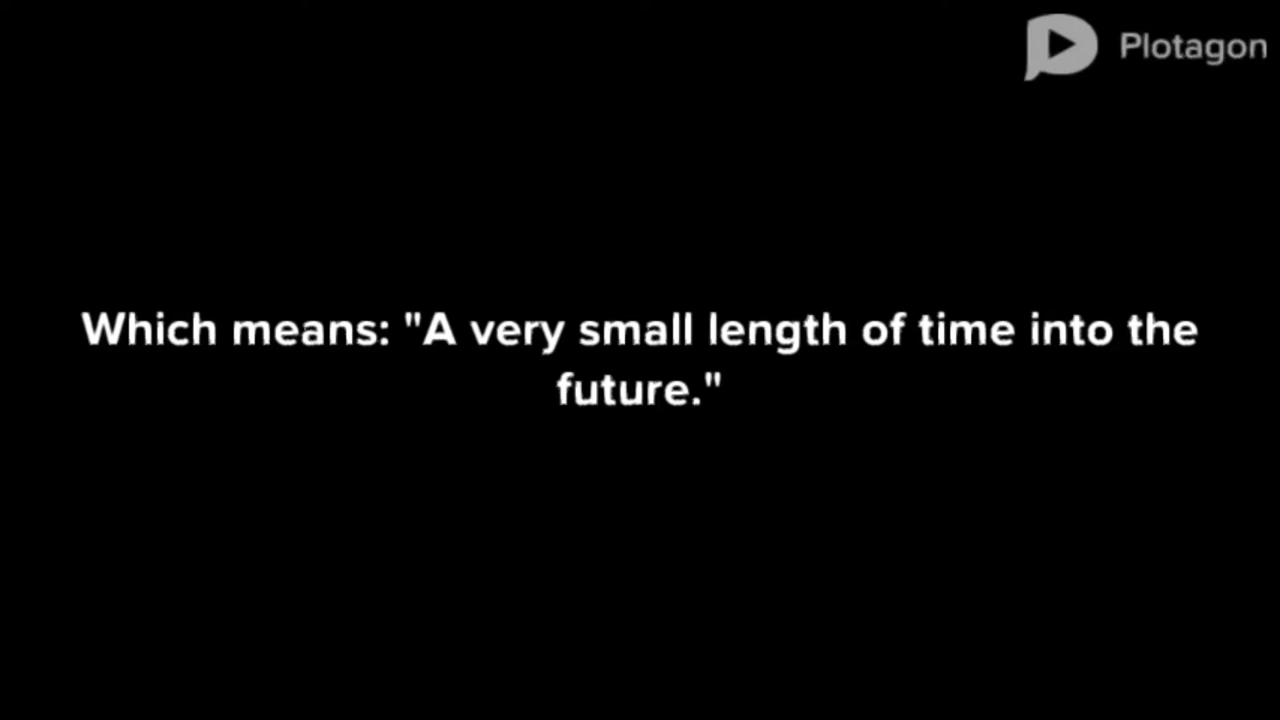 Plotagon
Which means: "A very small length of time into the
future."